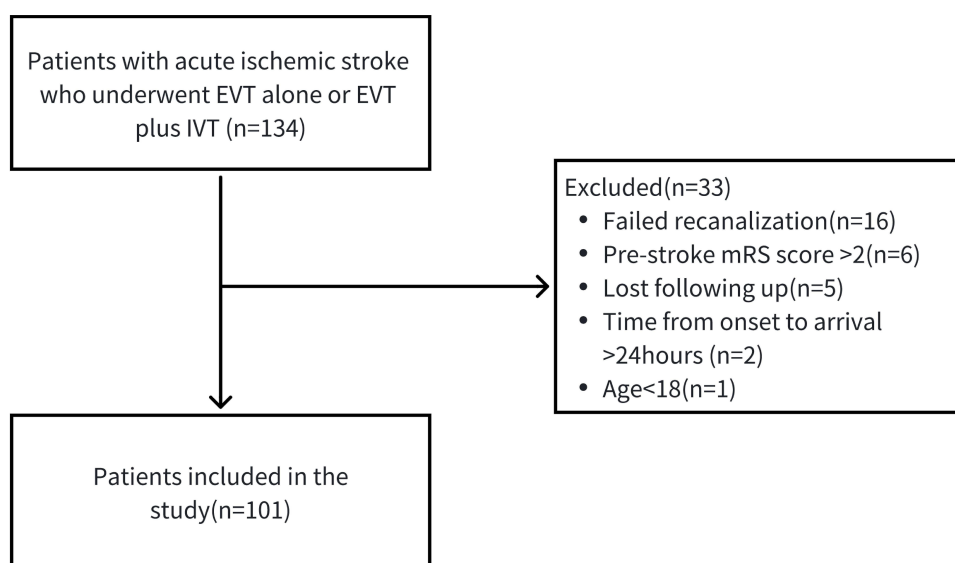 Patients with acute ischemic stroke
who underwent EVT alone or EVT
plus IVT (n=134)
Excluded(n=33)
• Failed recanalization(n=16)
• Pre-stroke mRS score >2(n=6)
• Lost following up(n=5)
• Time from onset to arrival
>24hours (n=2)
• Age<18(n=1)
Patients included in the
study(n=101)